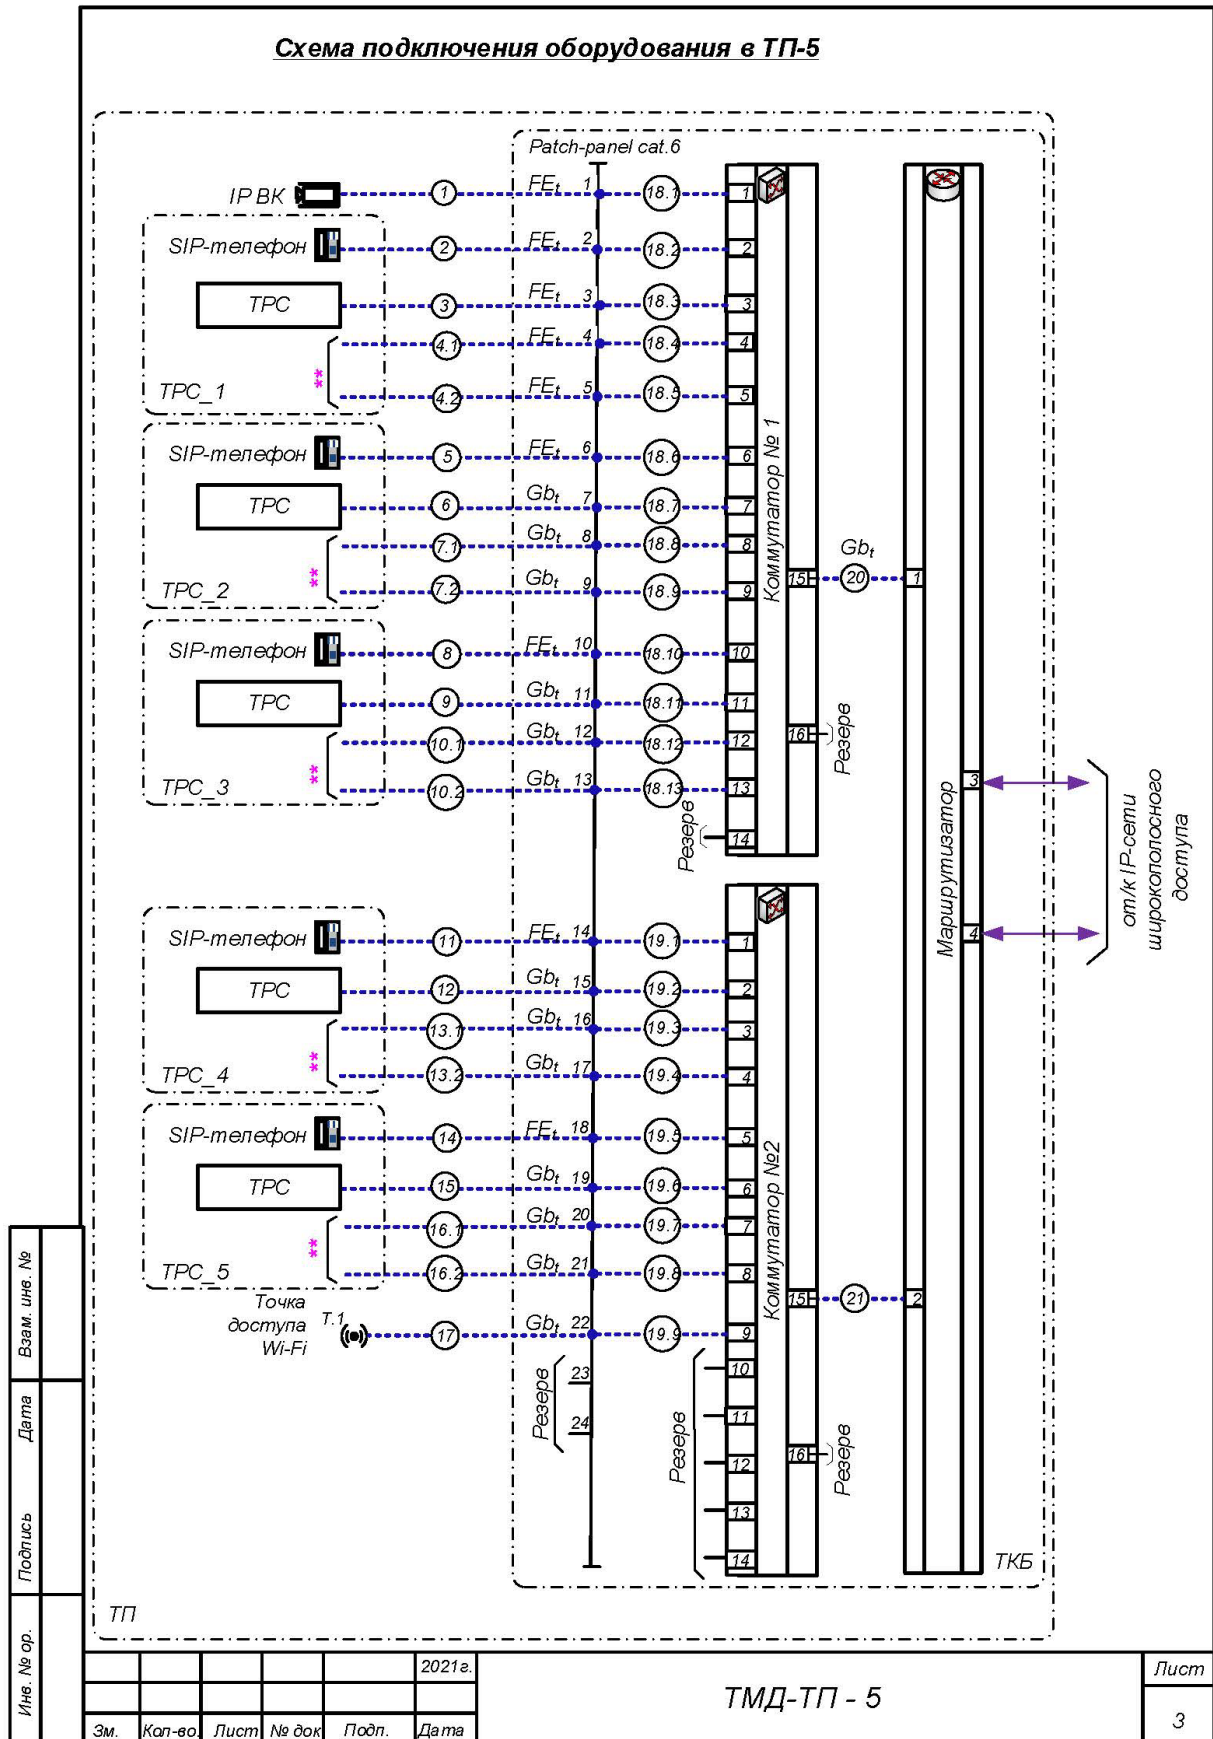 Схема подключения оборудования в ТП-5
Patch-panel cat.6
IP ВК 1 FEt 1 18.1 1
SIP-телефон 2 FEt 2 18.2 2
ТРС 3 FEt 3 18.3 3
4.1 FEt 4 18.4 4
**
ТРС_1 4.2 FEt 5 18.5 5
SIP-телефон 5 FEt 6 18.6 6
ТРС 6 Gbt 7 18.7 7
7.1 Gbt 8 18.8 8
**
ТРС_2 7.2 Gbt 9 18.9 9
Коммутатор № 1
15 Gbt 20 1
SIP-телефон 8 FEt 10 18.10 10
ТРС 9 Gbt 11 18.11 11
10.1 Gbt 12 18.12 12
**
ТРС_3 10.2 Gbt 13 18.13 13
16 Резерв
Резерв 14
Маршрутизатор
3
4
от/к IP-сети
широкополосного
доступа
SIP-телефон 11 FEt 14 19.1 1
ТРС 12 Gbt 15 19.2 2
13.1 Gbt 16 19.3 3
**
ТРС_4 13.2 Gbt 17 19.4 4
SIP-телефон 14 FEt 18 19.5 5
ТРС 15 Gbt 19 19.6 6
16.1 Gbt 20 19.7 7
**
ТРС_5 16.2 Gbt 21 19.8 8
Коммутатор №2
15 21 2
Точка
доступа
Wi-Fi
Т.1 17 Gbt 22 19.9 9
Резерв 23
24
Резерв 10
11
12
13
14
16 Резерв
ТКБ
ТП
Взам. инв. №
Дата
Подпись
Инв. № ор.
2021г.
Зм. Кол-во. Лист № док Подп. Дата
ТМД-ТП - 5
Лист
3